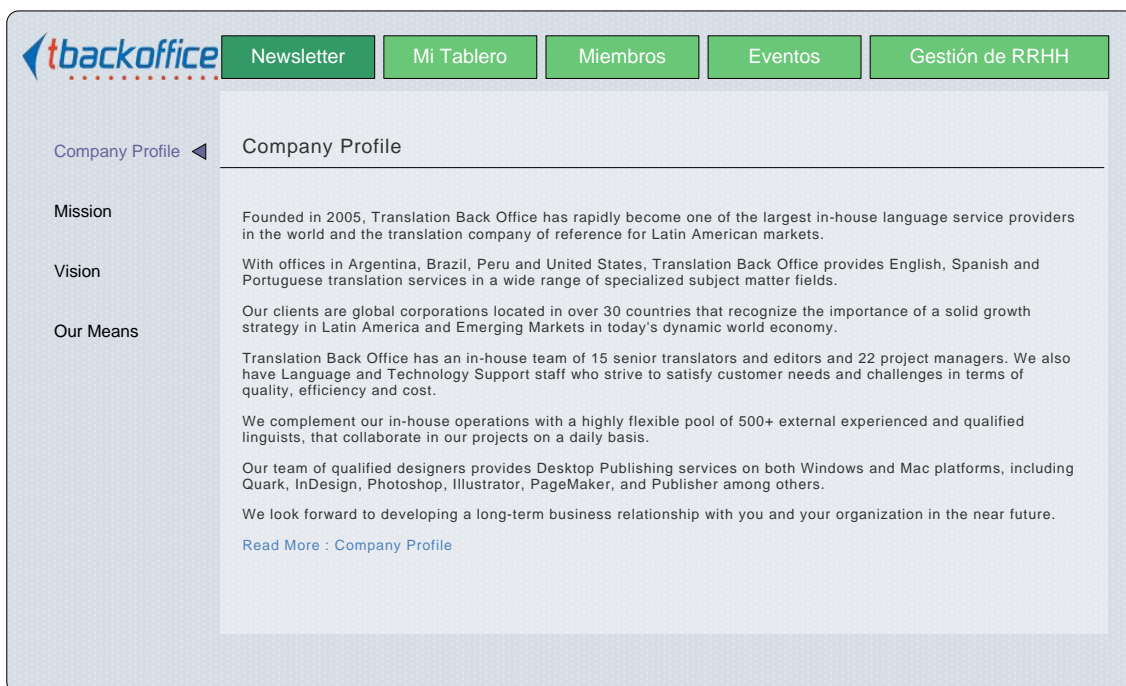 tbackoffice
Newsletter
Mi Tablero
Miembros
Eventos
Gestión de RRHH
Company Profile
Mission
Vision
Our Means
Company Profile
Founded in 2005, Translation Back Office has rapidly become one of the largest in-house language service providers
in the world and the translation company of reference for Latin American markets.
With offices in Argentina, Brazil, Peru and United States, Translation Back Office provides English, Spanish and
Portuguese translation services in a wide range of specialized subject matter fields.
Our clients are global corporations located in over 30 countries that recognize the importance of a solid growth
strategy in Latin America and Emerging Markets in today's dynamic world economy.
Translation Back Office has an in-house team of 15 senior translators and editors and 22 project managers. We also
have Language and Technology Support staff who strive to satisfy customer needs and challenges in terms of
quality, efficiency and cost.
We complement our in-house operations with a highly flexible pool of 500+ external experienced and qualified
linguists, that collaborate in our projects on a daily basis.
Our team of qualified designers provides Desktop Publishing services on both Windows and Mac platforms, including
Quark, InDesign, Photoshop, Illustrator, PageMaker, and Publisher among others.
We look forward to developing a long-term business relationship with you and your organization in the near future.
Read More : Company Profile